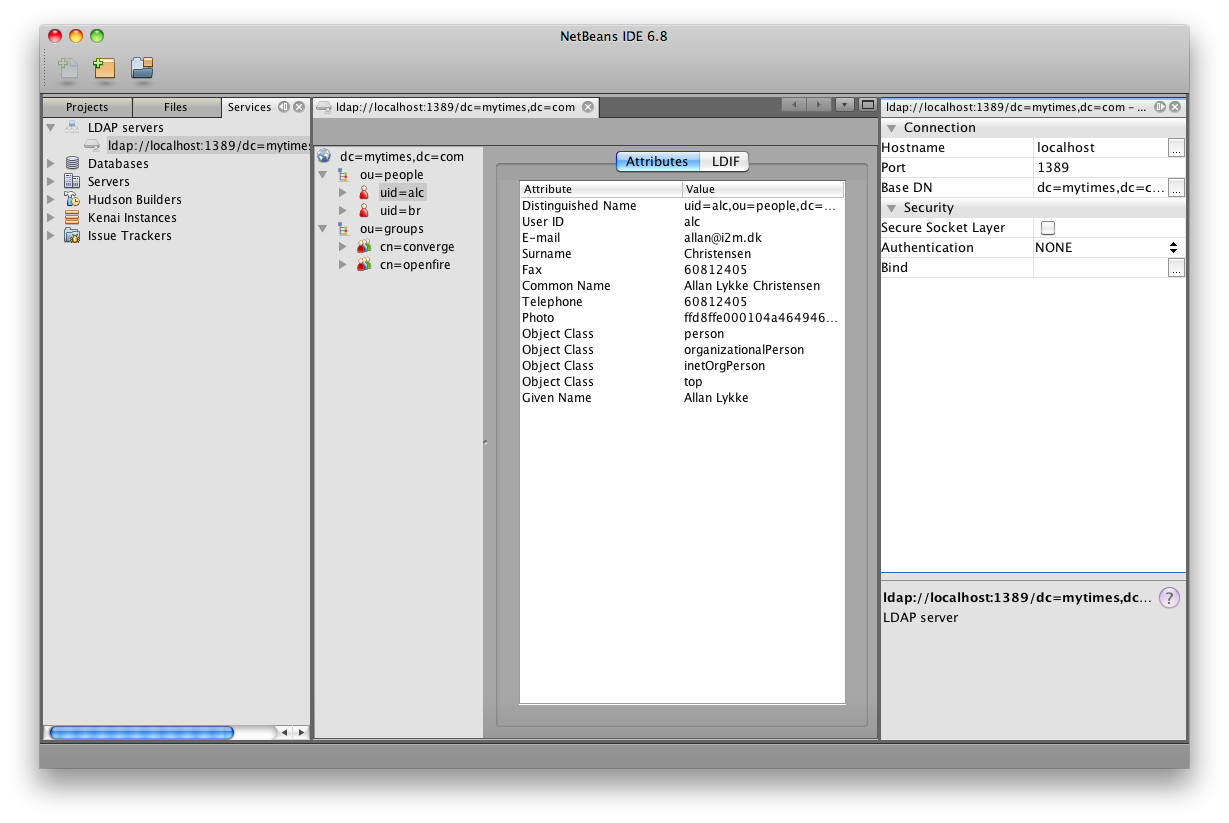 NetBeans IDE 6.8
Projects
Files
Services
LDAP servers
ldap://localhost:1389/dc=mytimes
Databases
Servers
Hudson Builders
Kenai Instances
Issue Trackers
ldap://localhost:1389/dc=mytimes,dc=com
dc=mytimes,dc=com
ou=people
uid=alc
uid=br
ou=groups
cn=converge
cn=openfire
Attributes LDIF
Attribute Value
Distinguished Name uid=alc,ou=people,dc=...
User ID alc
E-mail allan@i2m.dk
Surname Christensen
Fax 60812405
Common Name Allan Lykke Christensen
Telephone 60812405
Photo ffd8ffe000104a464946...
Object Class person
Object Class organizationalPerson
Object Class inetOrgPerson
Object Class top
Given Name Allan Lykke
ldap://localhost:1389/dc=mytimes,dc=com – ...
Connection
Hostname localhost ...
Port 1389
Base DN dc=mytimes,dc=c... ...
Security
Secure Socket Layer
Authentication NONE
Bind ...
ldap://localhost:1389/dc=mytimes,dc... ?
LDAP server